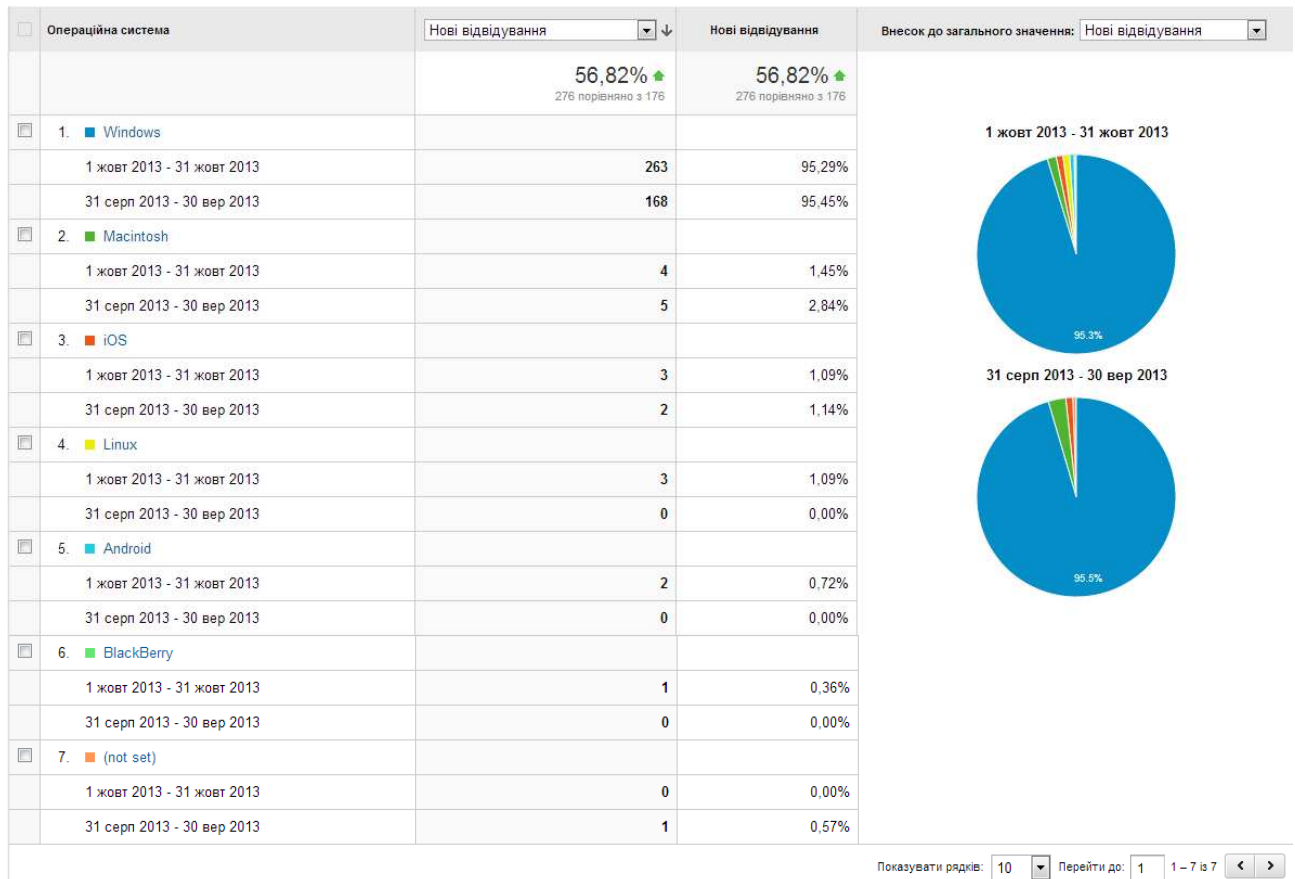 Операційна система Нові відвідування Нові відвідування Внесок до загального значення: Нові відвідування
56,82% 56,82%
276 порівняно з 176 276 порівняно з 176
1. Windows
1 жовт 2013 - 31 жовт 2013 263 95,29%
31 серп 2013 - 30 вер 2013 168 95,45%
2. Macintosh
1 жовт 2013 - 31 жовт 2013 4 1,45%
31 серп 2013 - 30 вер 2013 5 2,84%
3. iOS
1 жовт 2013 - 31 жовт 2013 3 1,09%
31 серп 2013 - 30 вер 2013 2 1,14%
4. Linux
1 жовт 2013 - 31 жовт 2013 3 1,09%
31 серп 2013 - 30 вер 2013 0 0,00%
5. Android
1 жовт 2013 - 31 жовт 2013 2 0,72%
31 серп 2013 - 30 вер 2013 0 0,00%
6. BlackBerry
1 жовт 2013 - 31 жовт 2013 1 0,36%
31 серп 2013 - 30 вер 2013 0 0,00%
7. (not set)
1 жовт 2013 - 31 жовт 2013 0 0,00%
31 серп 2013 - 30 вер 2013 1 0,57%
1 жовт 2013 - 31 жовт 2013
95.3%
31 серп 2013 - 30 вер 2013
95.5%
Показувати рядків: 10 Перейти до: 1 1 – 7 із 7